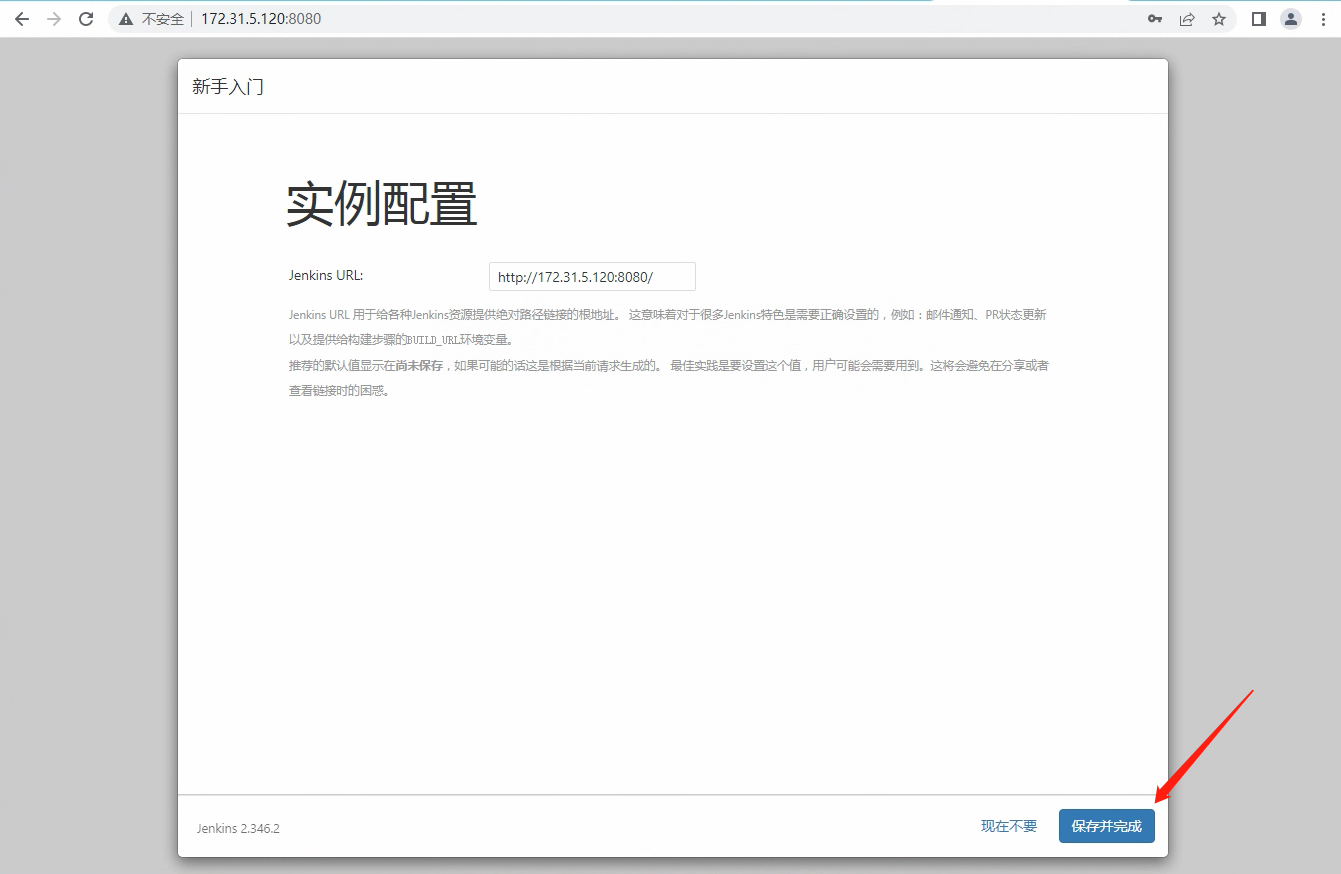 不安全 172.31.5.120:8080
新手入门
实例配置
Jenkins URL: http://172.31.5.120:8080/
Jenkins URL 用于给各种Jenkins资源提供绝对路径链接的根地址。 这意味着对于很多Jenkins特色是需要正确设置的，例如：邮件通知、PR状态更新
以及提供给构建步骤的BUILD_URL环境变量。
推荐的默认值显示在尚未保存，如果可能的话这是根据当前请求生成的。 最佳实践是要设置这个值，用户可能会需要用到。这将会避免在分享或者
查看链接时的困惑。
Jenkins 2.346.2 现在不要 保存并完成